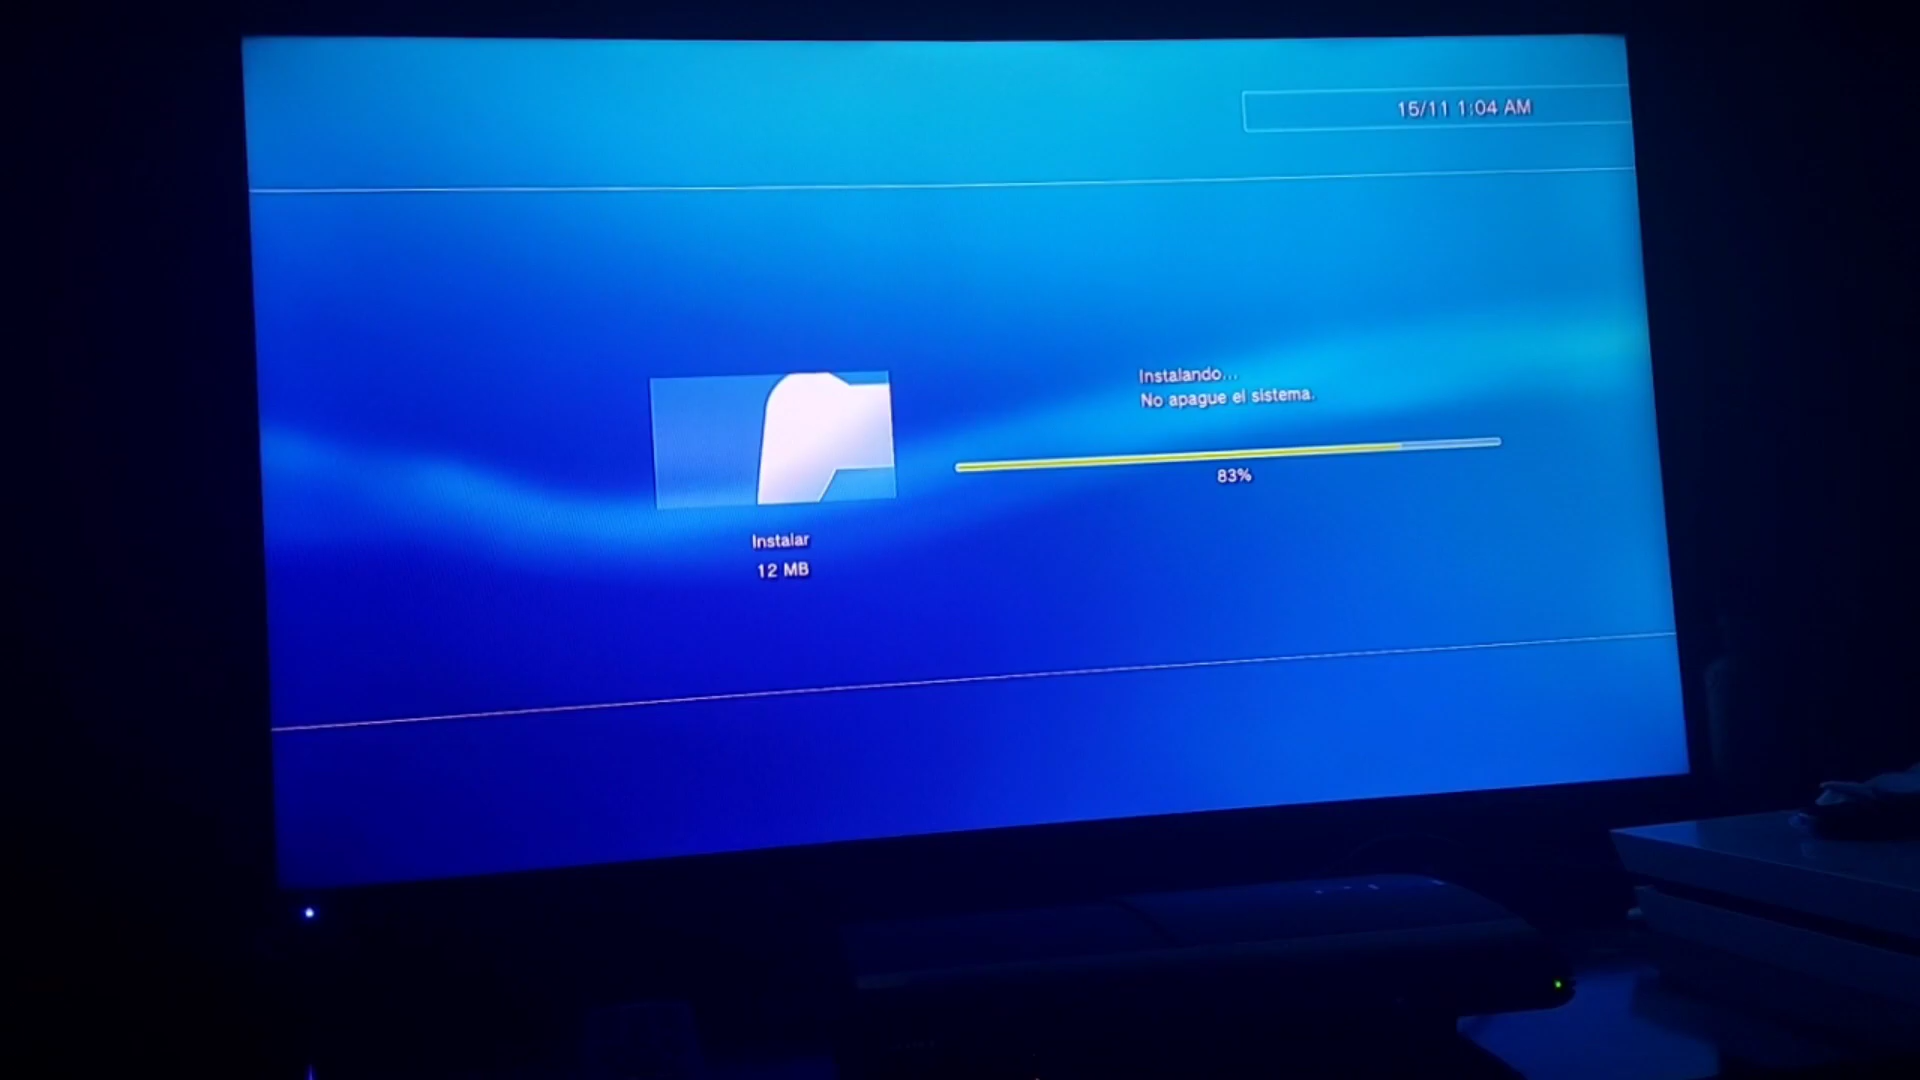 15/11 1:04 AM
Instalando...
No apague el sistema.
83%
Instalar
12 MB